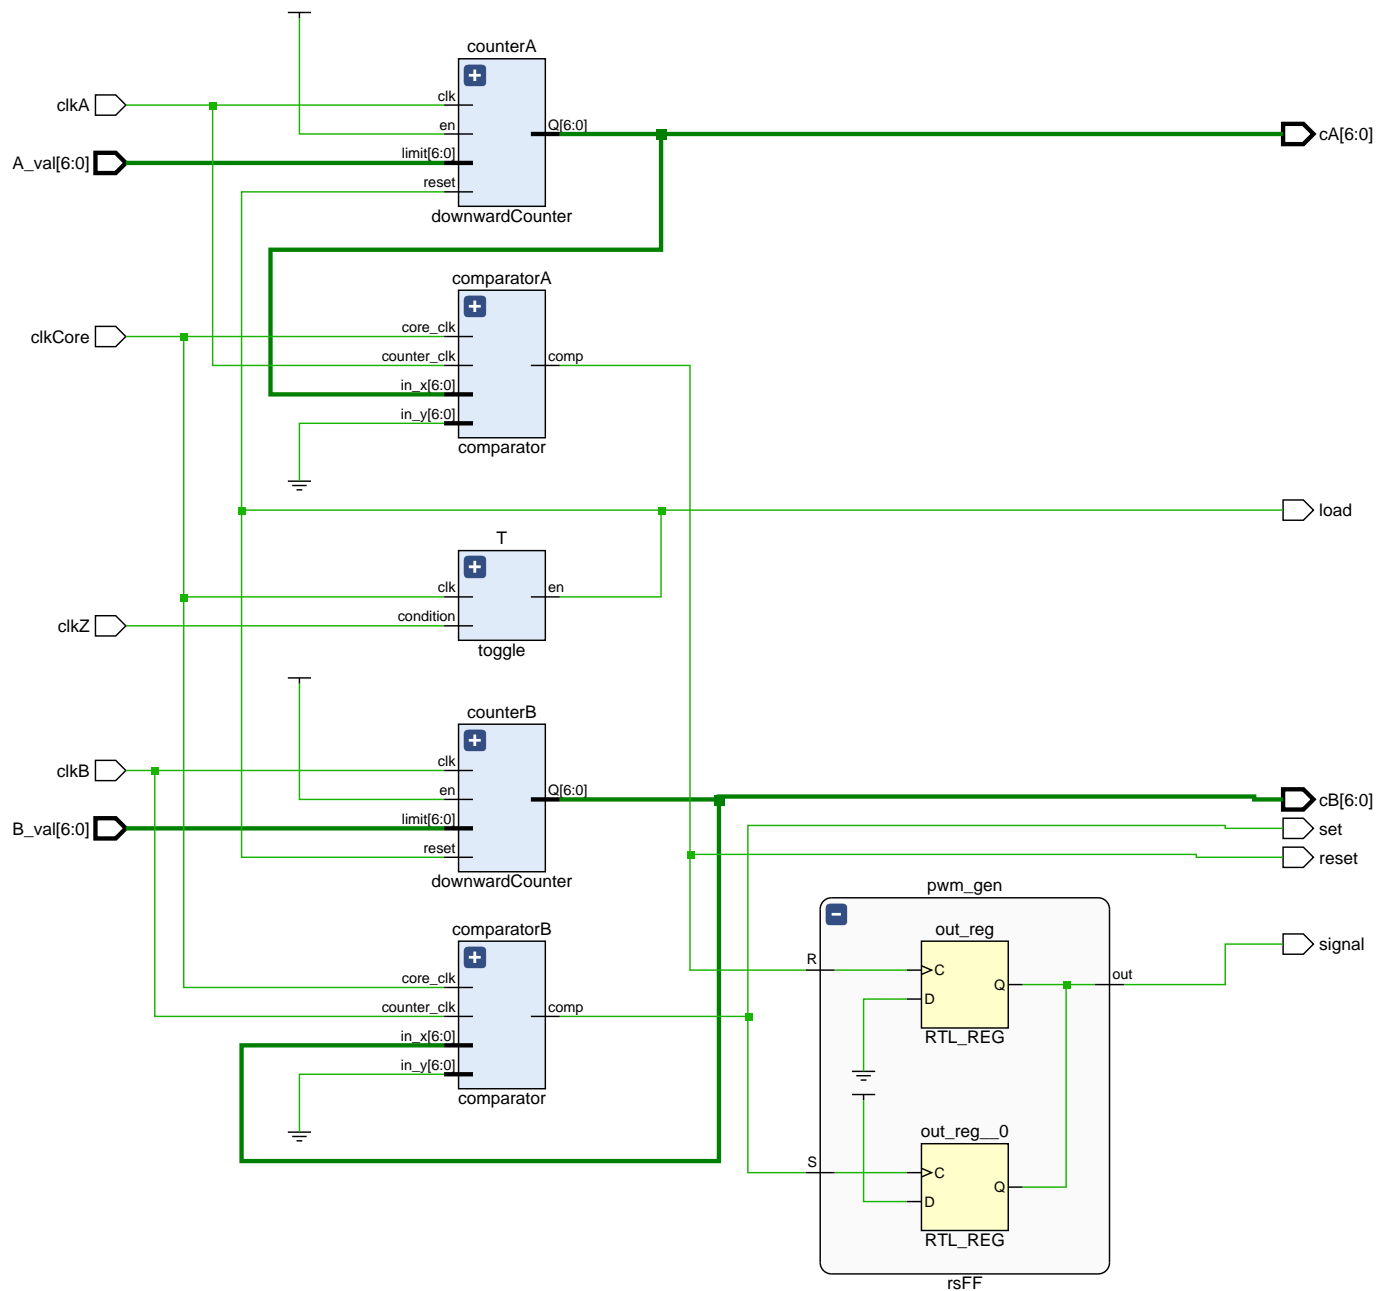 counterA
clkA
clk
en
Q[6:0]
cA[6:0]
A_val[6:0]
limit[6:0]
reset
downwardCounter
comparatorA
clkCore
core_clk
counter_clk
comp
in_x[6:0]
in_y[6:0]
comparator
load
T
clk
en
clkZ
condition
toggle
counterB
clkB
clk
en
Q[6:0]
cB[6:0]
B_val[6:0]
limit[6:0]
set
reset
reset
downwardCounter
pwm_gen
comparatorB
out_reg
signal
core_clk
R
C
out
counter_clk
comp
D
Q
in_x[6:0]
RTL_REG
in_y[6:0]
comparator
out_reg__0
S
C
Q
D
RTL_REG
rsFF